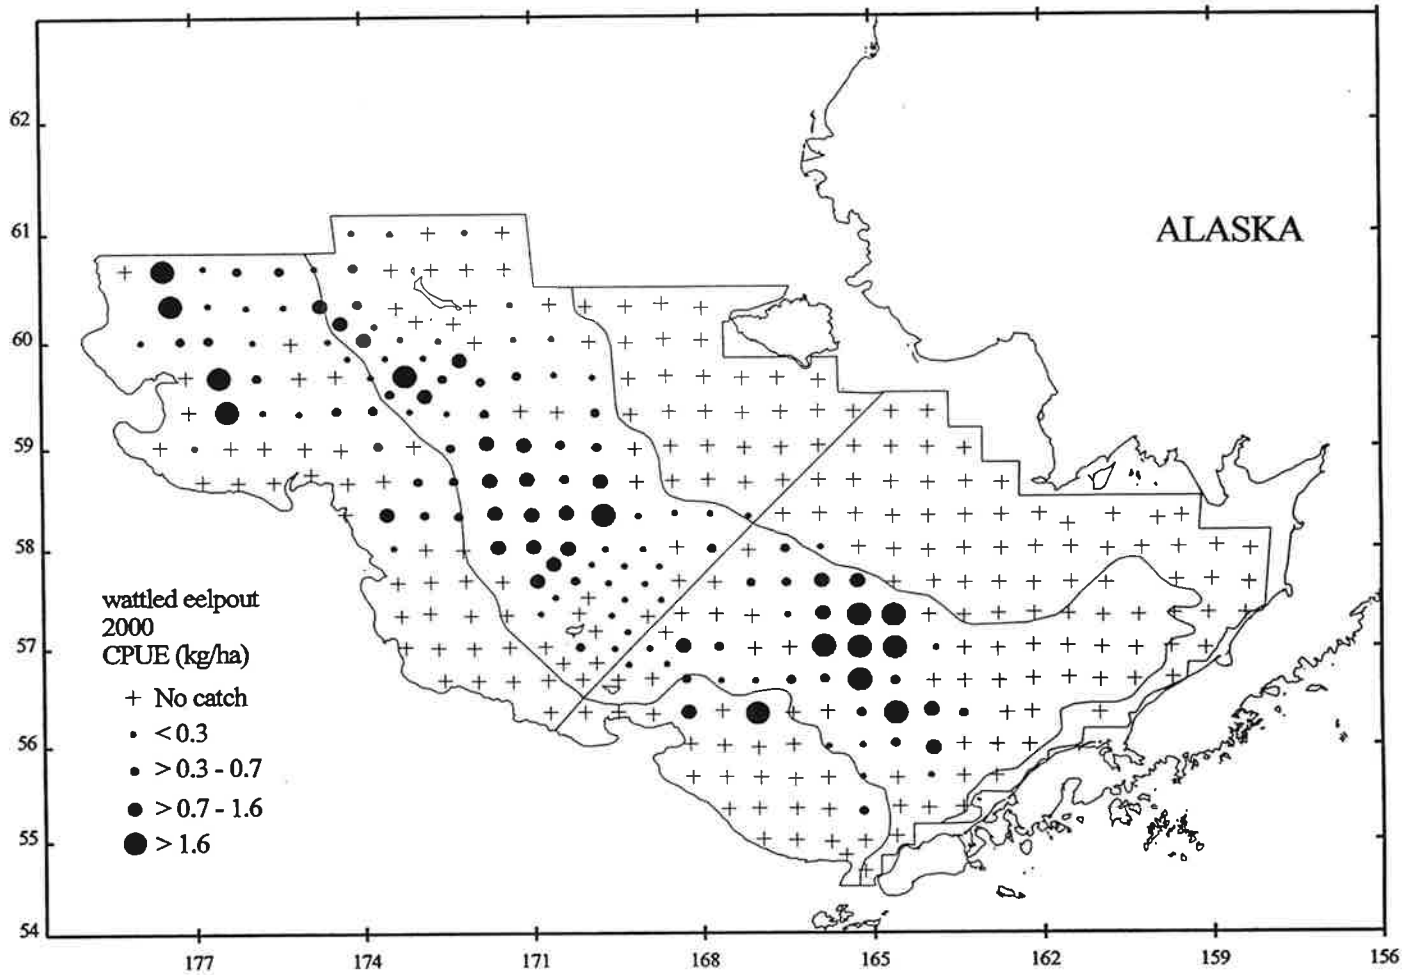 62
61
ALASKA
60
59
58
57
56
55
54
wattled eelpout
2000
CPUE (kg/ha)
+ No catch
< 0.3
> 0.3 - 0.7
> 0.7 - 1.6
> 1.6
177 174 171 168 165 162 159 156